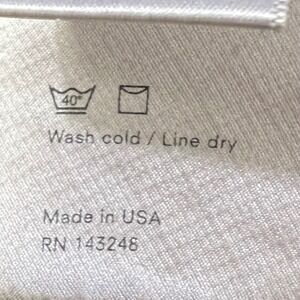 40°
Wash cold / Line dry
Made in USA
RN 143248